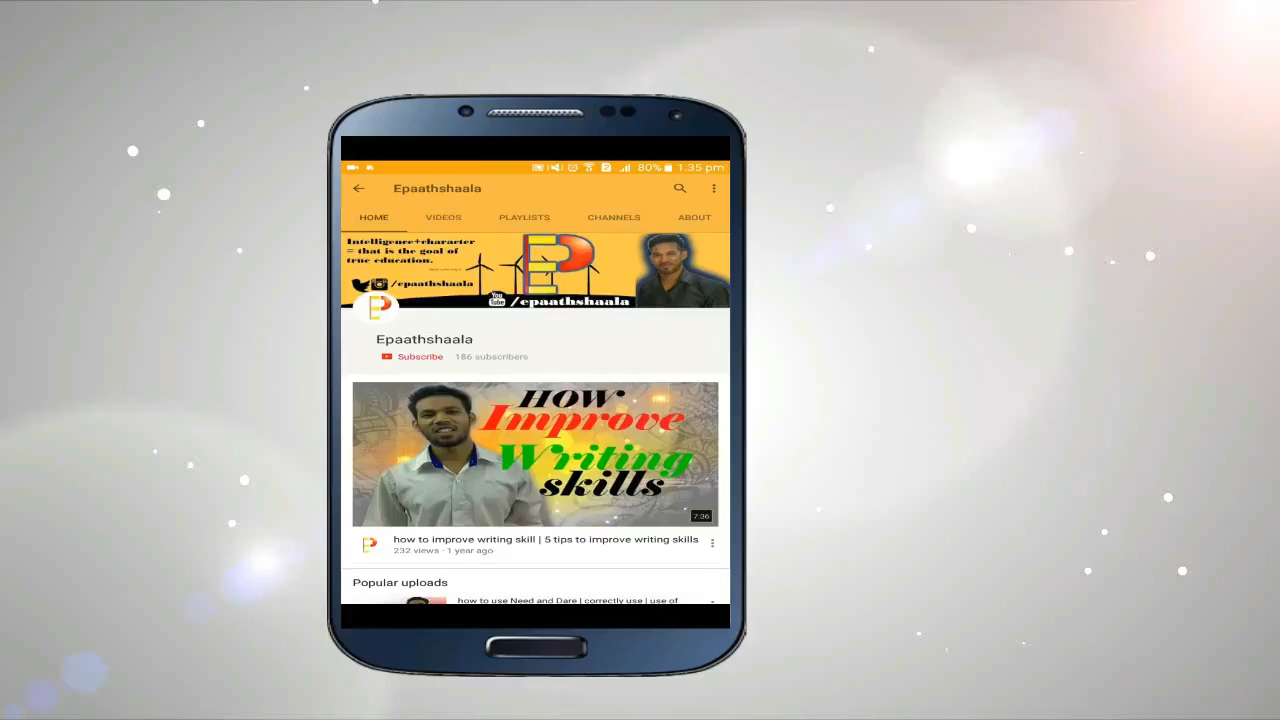 80% 1:35 pm
Epaathshaala
HOME VIDEOS PLAYLISTS CHANNELS ABOUT
Intelligence+character
= that is the goal of
true education.
/epaathshaala
EP
You
Tube /epaathshaala
EP
Epaathshaala
Subscribe 186 subscribers
HOW
Improve
Writing
skills
7:36
how to improve writing skill | 5 tips to improve writing skills
232 views · 1 year ago
Popular uploads
how to use Need and Dare | correctly use | use of